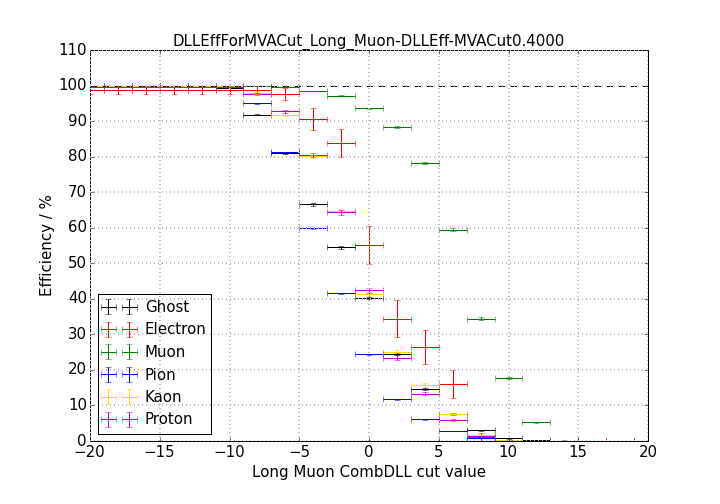 DLLEffForMVACut_Long_Muon-DLLEff-MVACut0.4000
110
100
90
80
70
60
50
40
30
20
10
0
Efficiency / %
Ghost
Electron
Muon
Pion
Kaon
Proton
−20 −15 −10 −5 0 5 10 15 20
Long Muon CombDLL cut value